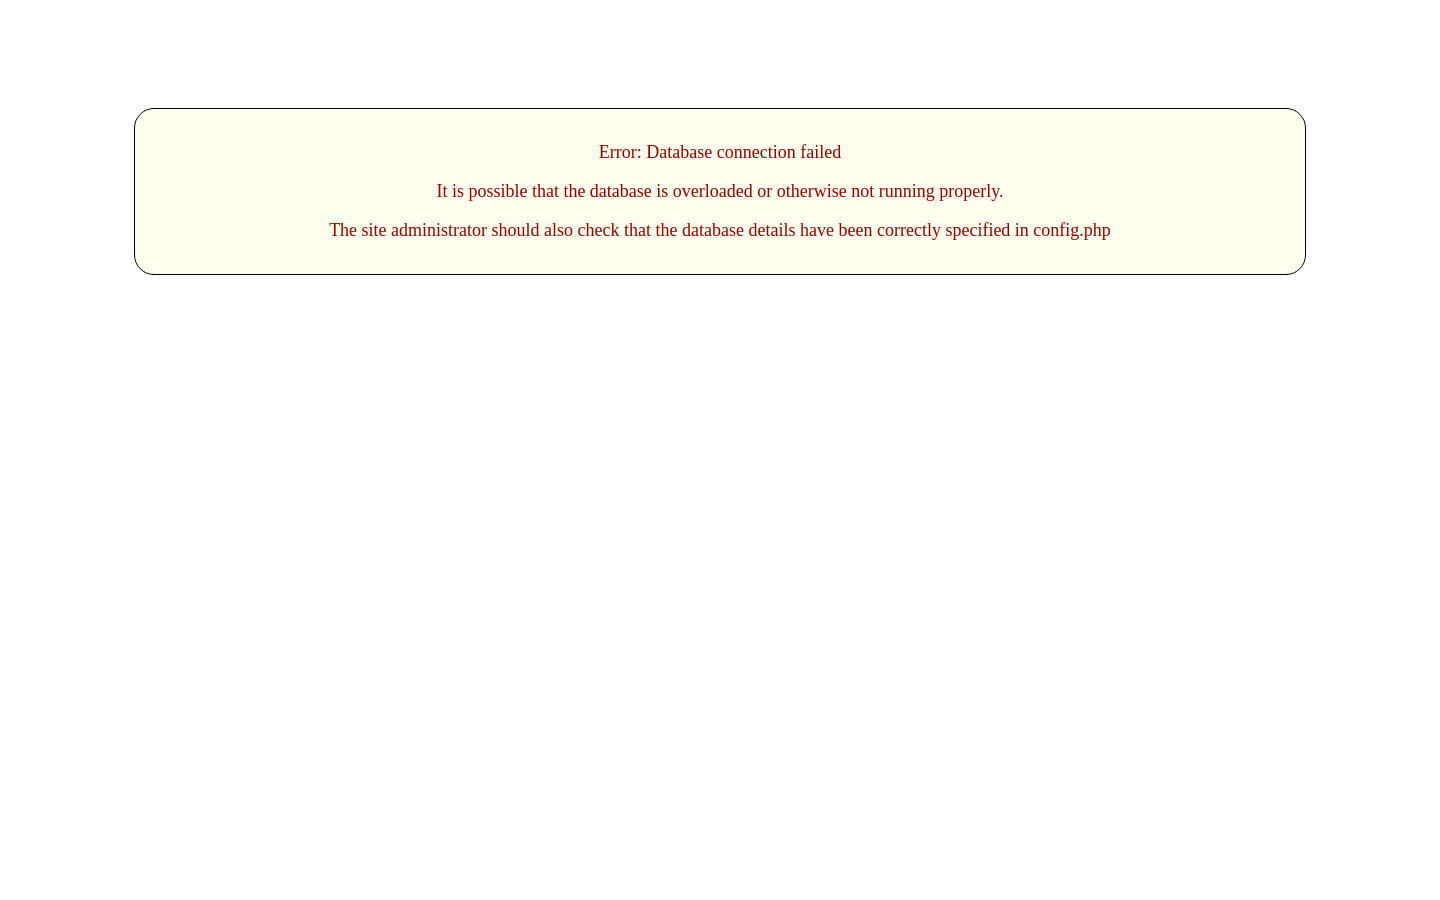 Error: Database connection failed
It is possible that the database is overloaded or otherwise not running properly.
The site administrator should also check that the database details have been correctly specified in config.php